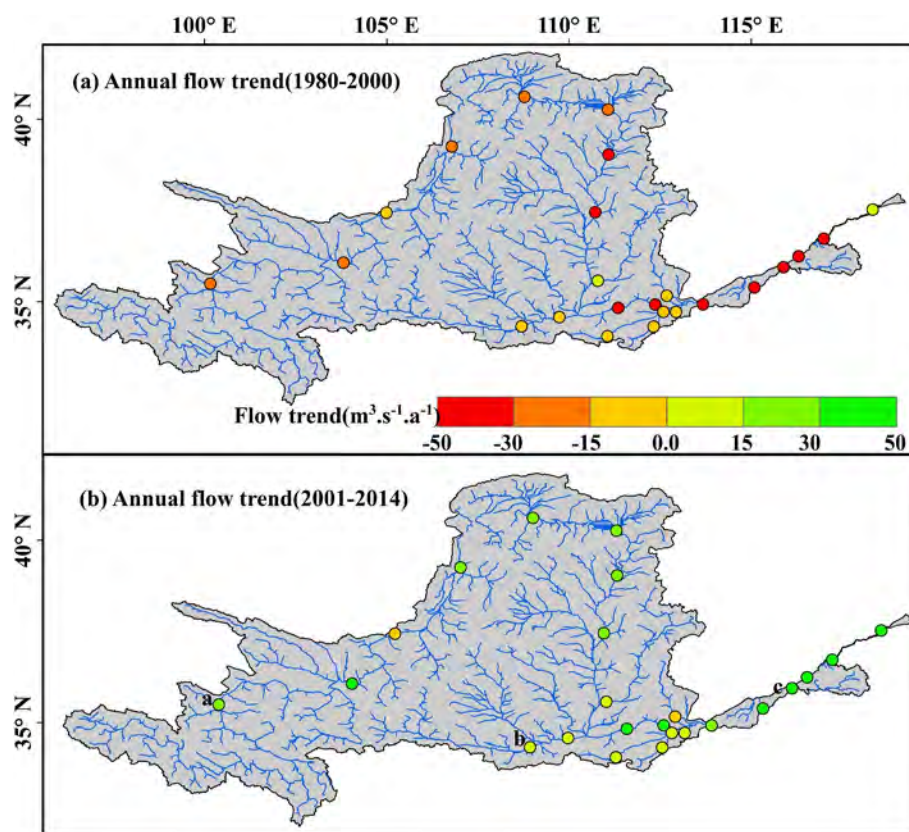 100° E 105° E 110° E 115° E
(a) Annual flow trend(1980-2000)
40° N
35° N
Flow trend(m³.s⁻¹.a⁻¹)
-50 -30 -15 0.0 15 30 50
(b) Annual flow trend(2001-2014)
40° N
a
c
35° N
b